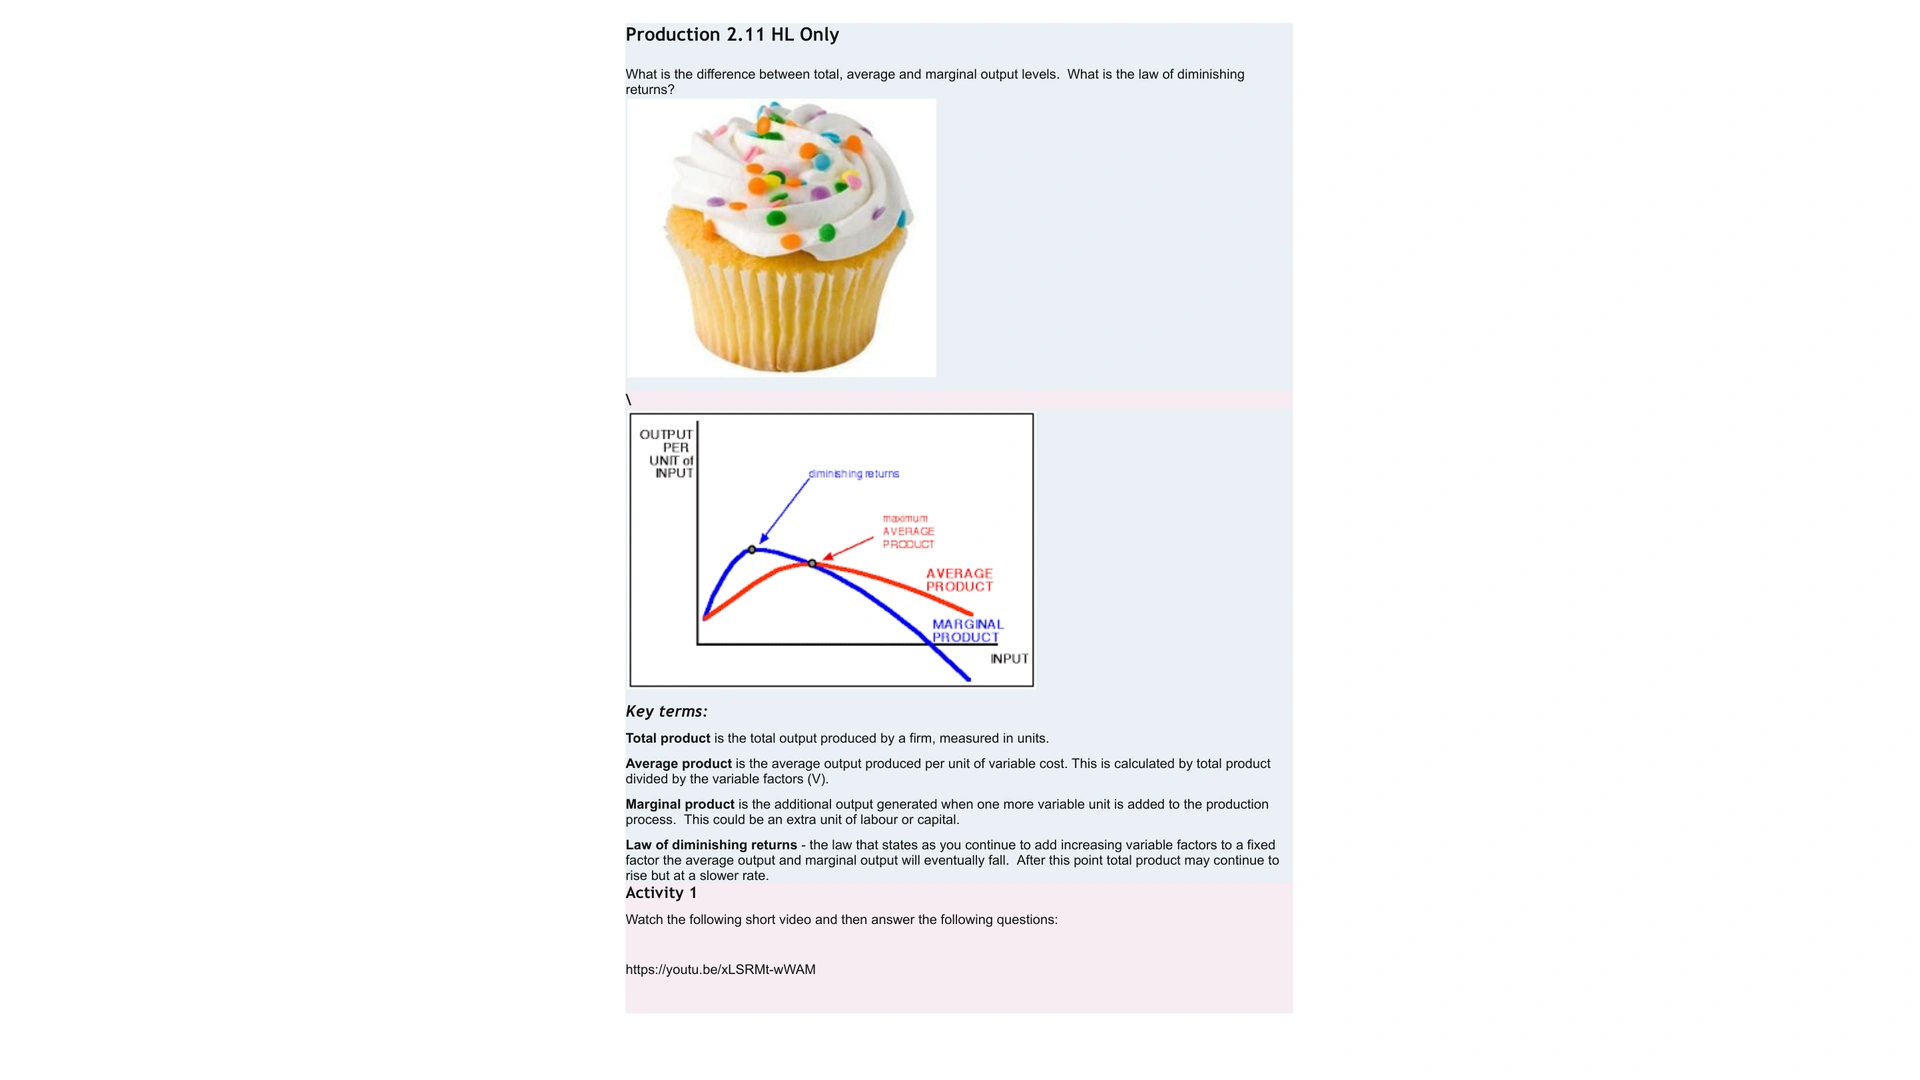 Production 2.11 HL Only
What is the difference between total, average and marginal output levels.  What is the law of diminishing
returns?
\
OUTPUT
PER
UNIT of
INPUT
diminishing returns
maximum
AVERAGE
PRODUCT
AVERAGE
PRODUCT
MARGINAL
PRODUCT
INPUT
Key terms:
Total product is the total output produced by a firm, measured in units.
Average product is the average output produced per unit of variable cost. This is calculated by total product
divided by the variable factors (V).
Marginal product is the additional output generated when one more variable unit is added to the production
process.  This could be an extra unit of labour or capital.
Law of diminishing returns - the law that states as you continue to add increasing variable factors to a fixed
factor the average output and marginal output will eventually fall.  After this point total product may continue to
rise but at a slower rate.
Activity 1
Watch the following short video and then answer the following questions:
https://youtu.be/xLSRMt-wWAM